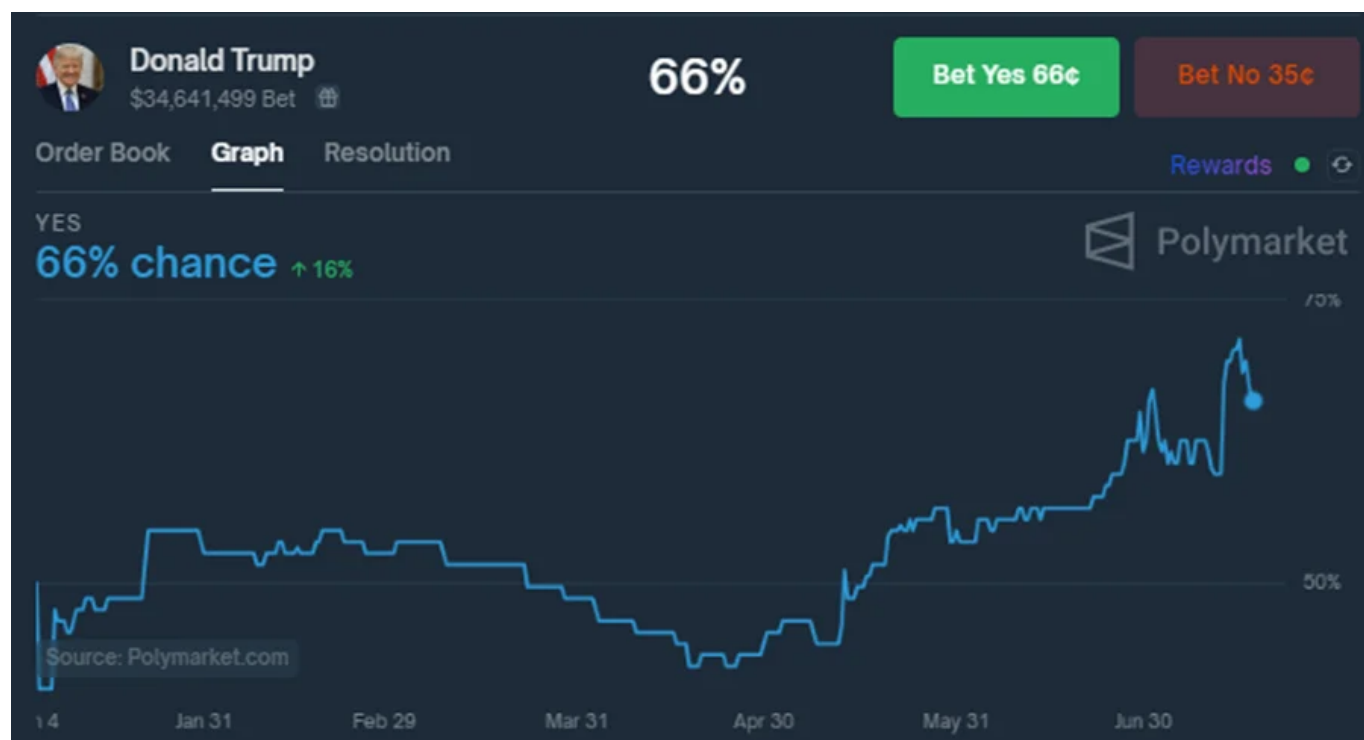 Donald Trump
$34,641,499 Bet
66%
Bet Yes 66¢
Bet No 35¢
Order Book Graph Resolution
Rewards
YES
66% chance ↑ 16%
Polymarket
75%
50%
Source: Polymarket.com
4 Jan 31 Feb 29 Mar 31 Apr 30 May 31 Jun 30